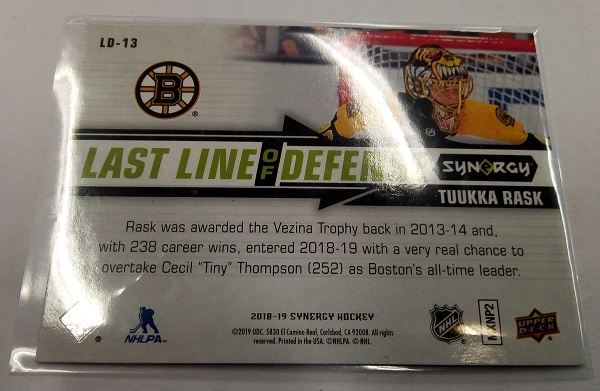 LD-13
B
®
LAST LINE OF DEFENSE
SYNERGY
TUUKKA RASK
Rask was awarded the Vezina Trophy back in 2013-14 and,
with 238 career wins, entered 2018-19 with a very real chance to
overtake Cecil "Tiny" Thompson (252) as Boston's all-time leader.
2018-19 SYNERGY HOCKEY
©2019 UDC. 5830 El Camino Real, Carlsbad, CA 92008. All rights
reserved. Printed in the USA. ©NHLPA. © NHL.
® NHLPA™
NHL ®
UPPER DECK